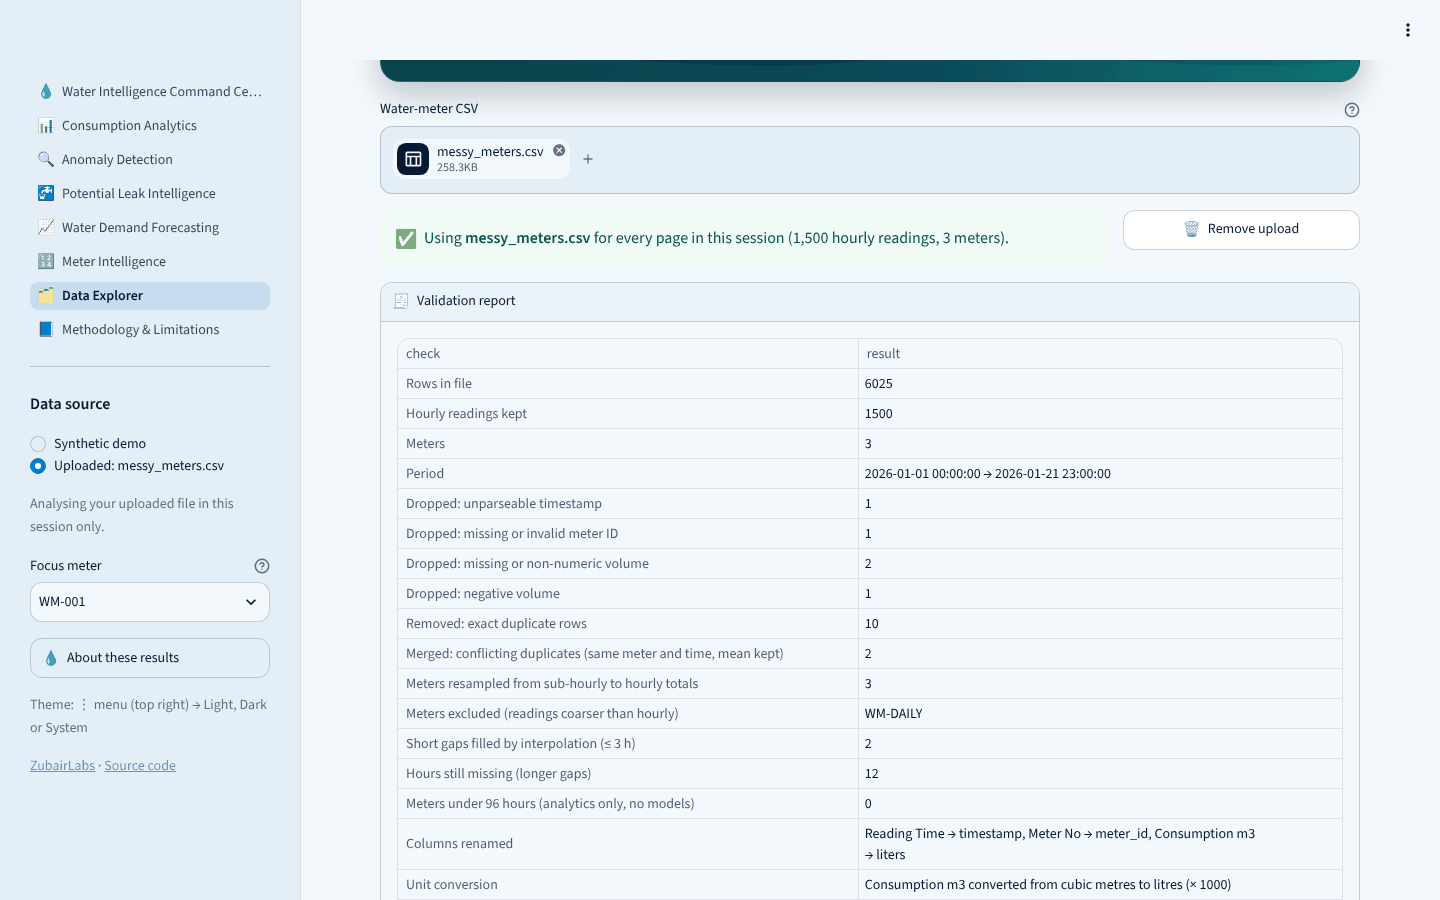 Water Intelligence Command Ce…
Consumption Analytics
Anomaly Detection
Potential Leak Intelligence
Water Demand Forecasting
Meter Intelligence
Data Explorer
Methodology & Limitations
Data source
Synthetic demo
Uploaded: messy_meters.csv
Analysing your uploaded file in this
session only.
Focus meter
WM-001
About these results
Theme: ⋮ menu (top right) → Light, Dark
or System
ZubairLabs · Source code
Water-meter CSV
messy_meters.csv
258.3KB
Using messy_meters.csv for every page in this session (1,500 hourly readings, 3 meters).
Remove upload
Validation report
check result
Rows in file 6025
Hourly readings kept 1500
Meters 3
Period 2026-01-01 00:00:00 → 2026-01-21 23:00:00
Dropped: unparseable timestamp 1
Dropped: missing or invalid meter ID 1
Dropped: missing or non-numeric volume 2
Dropped: negative volume 1
Removed: exact duplicate rows 10
Merged: conflicting duplicates (same meter and time, mean kept) 2
Meters resampled from sub-hourly to hourly totals 3
Meters excluded (readings coarser than hourly) WM-DAILY
Short gaps filled by interpolation (≤ 3 h) 2
Hours still missing (longer gaps) 12
Meters under 96 hours (analytics only, no models) 0
Columns renamed Reading Time → timestamp, Meter No → meter_id, Consumption m3
→ liters
Unit conversion Consumption m3 converted from cubic metres to litres (× 1000)